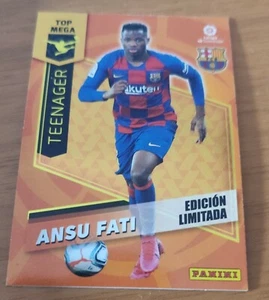 TOP
MEGA
TEENAGER
Rakuten
ANSU FATI
EDICIÓN
LIMITADA
PANINI